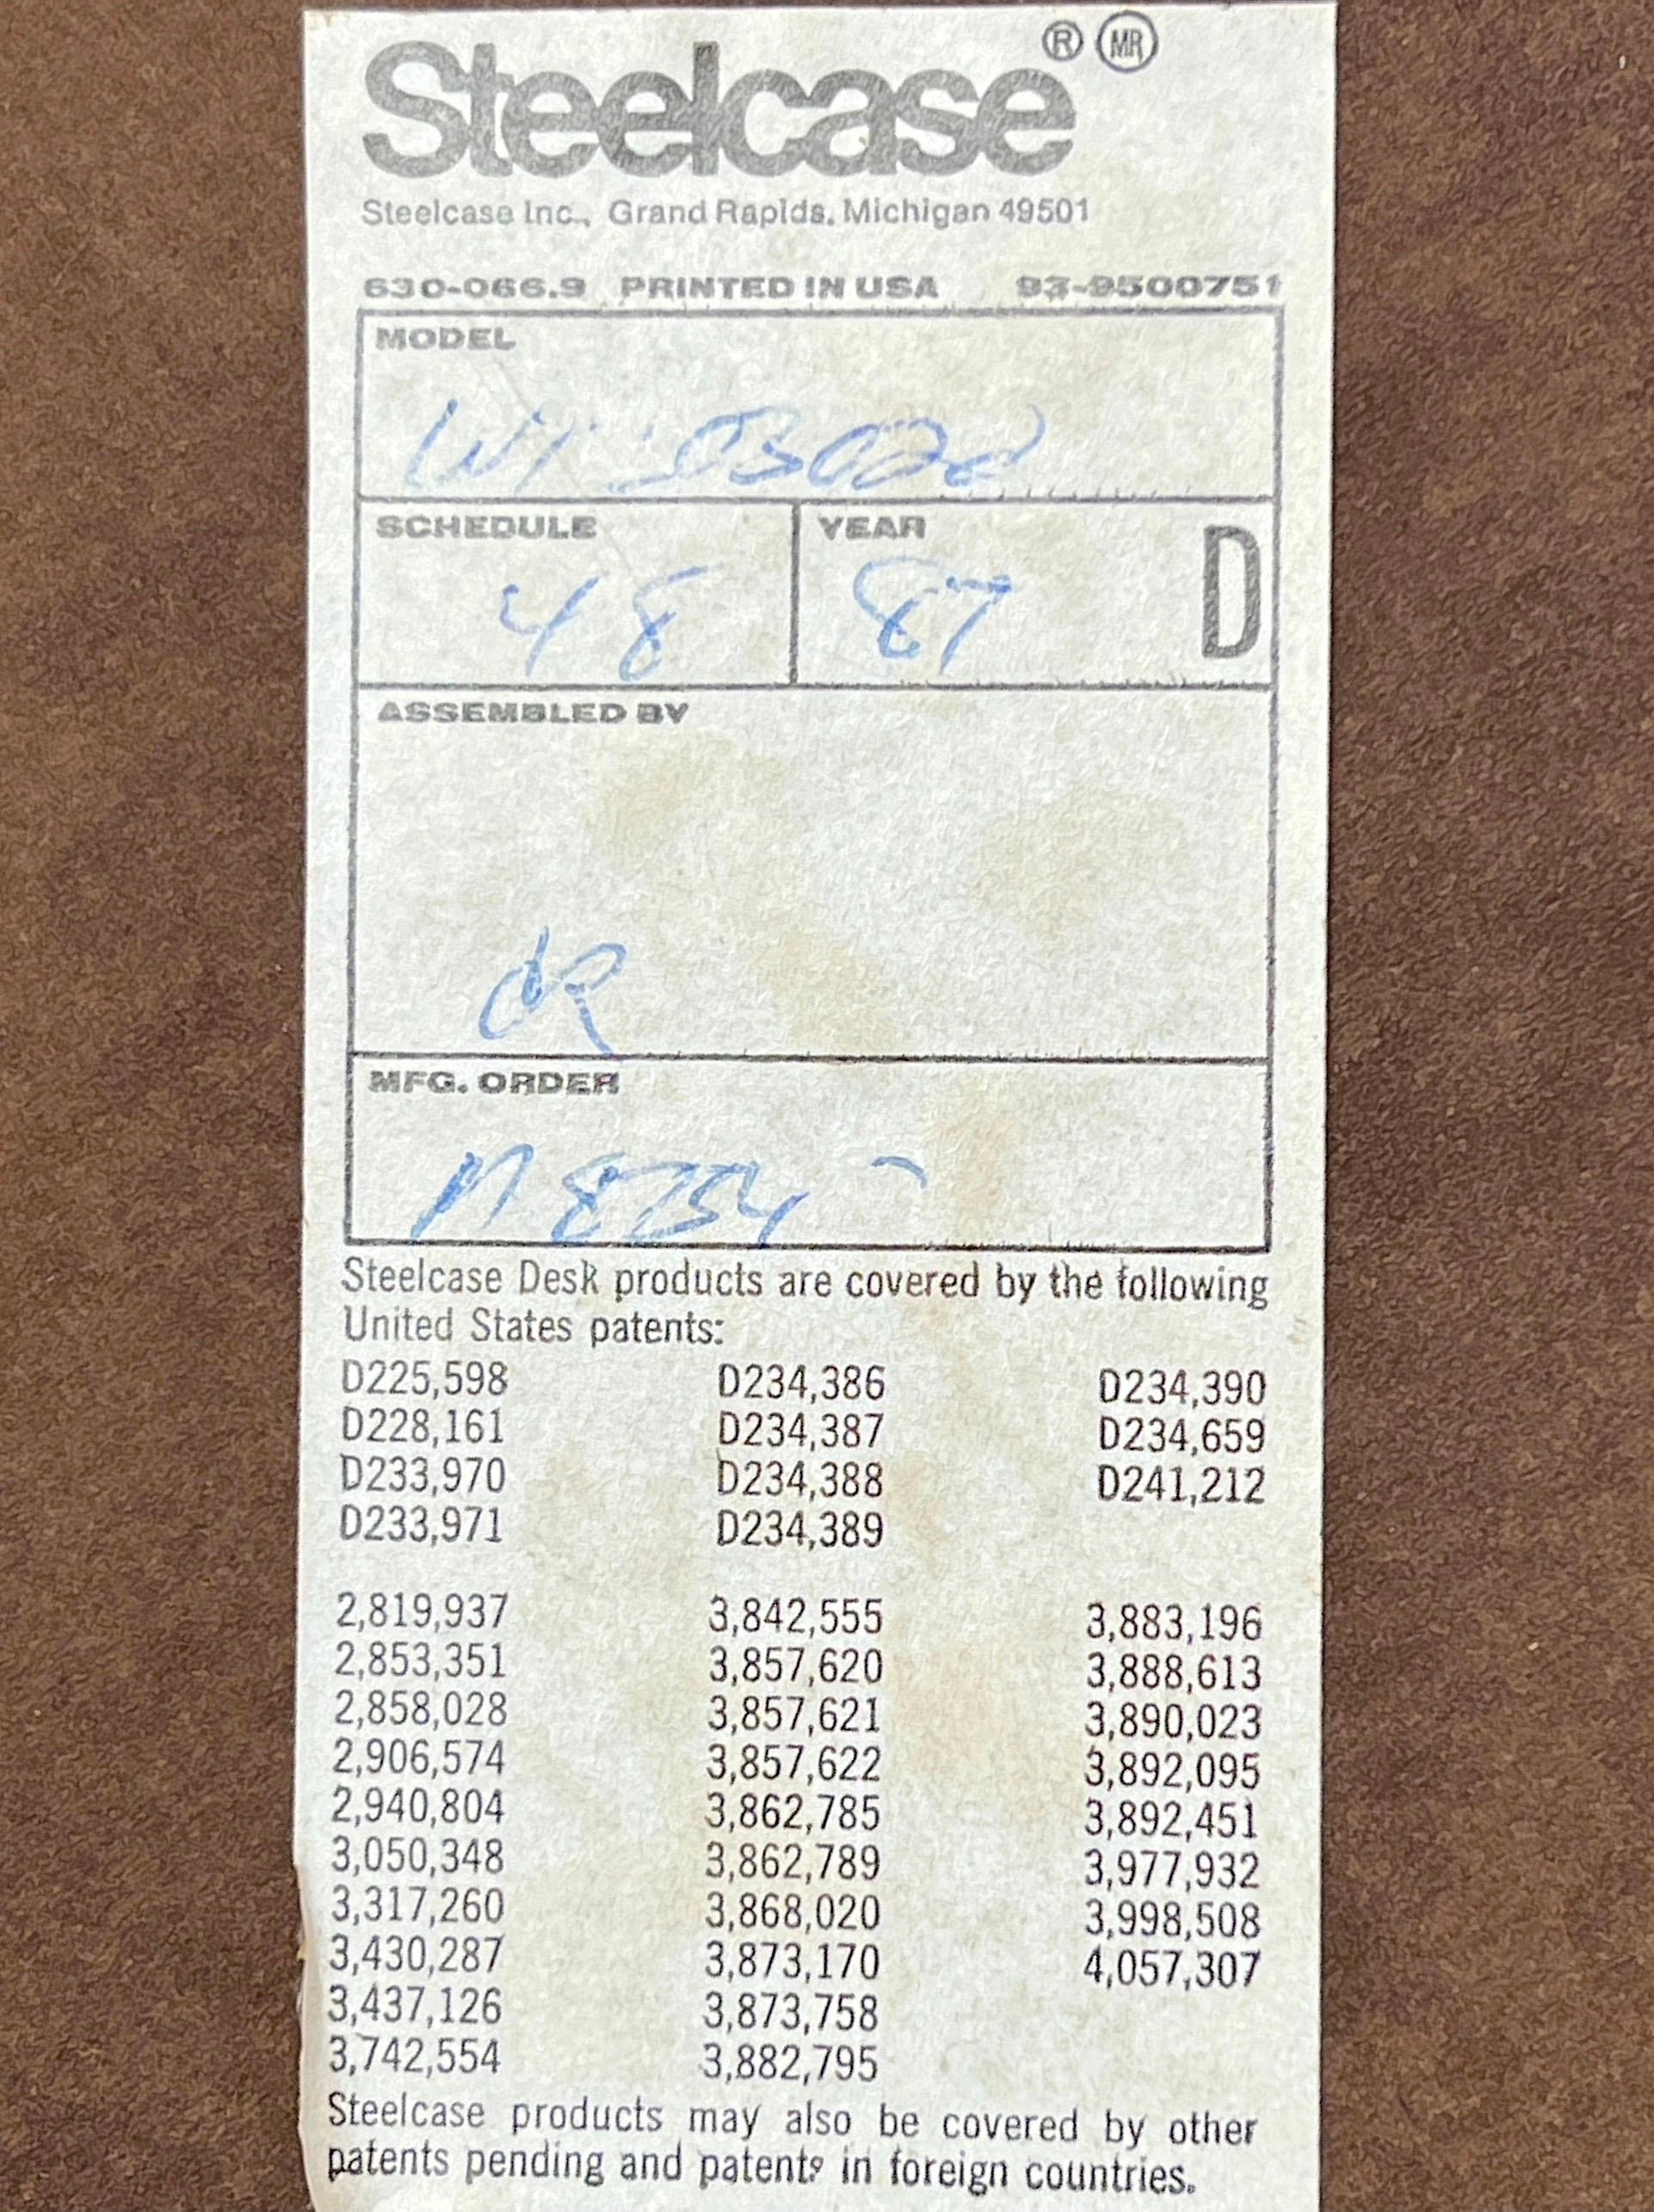 Steelcase ® MR
Steelcase Inc., Grand Rapids, Michigan 49501
630-066.9 PRINTED IN USA 93-9500751
MODEL
SCHEDULE YEAR D
48 87
ASSEMBLED BY
MFG. ORDER
Steelcase Desk products are covered by the following
United States patents:
D225,598 D234,386 D234,390
D228,161 D234,387 D234,659
D233,970 D234,388 D241,212
D233,971 D234,389
2,819,937 3,842,555 3,883,196
2,853,351 3,857,620 3,888,613
2,858,028 3,857,621 3,890,023
2,906,574 3,857,622 3,892,095
2,940,804 3,862,785 3,892,451
3,050,348 3,862,789 3,977,932
3,317,260 3,868,020 3,998,508
3,430,287 3,873,170 4,057,307
3,437,126 3,873,758
3,742,554 3,882,795
Steelcase products may also be covered by other
patents pending and patents in foreign countries.